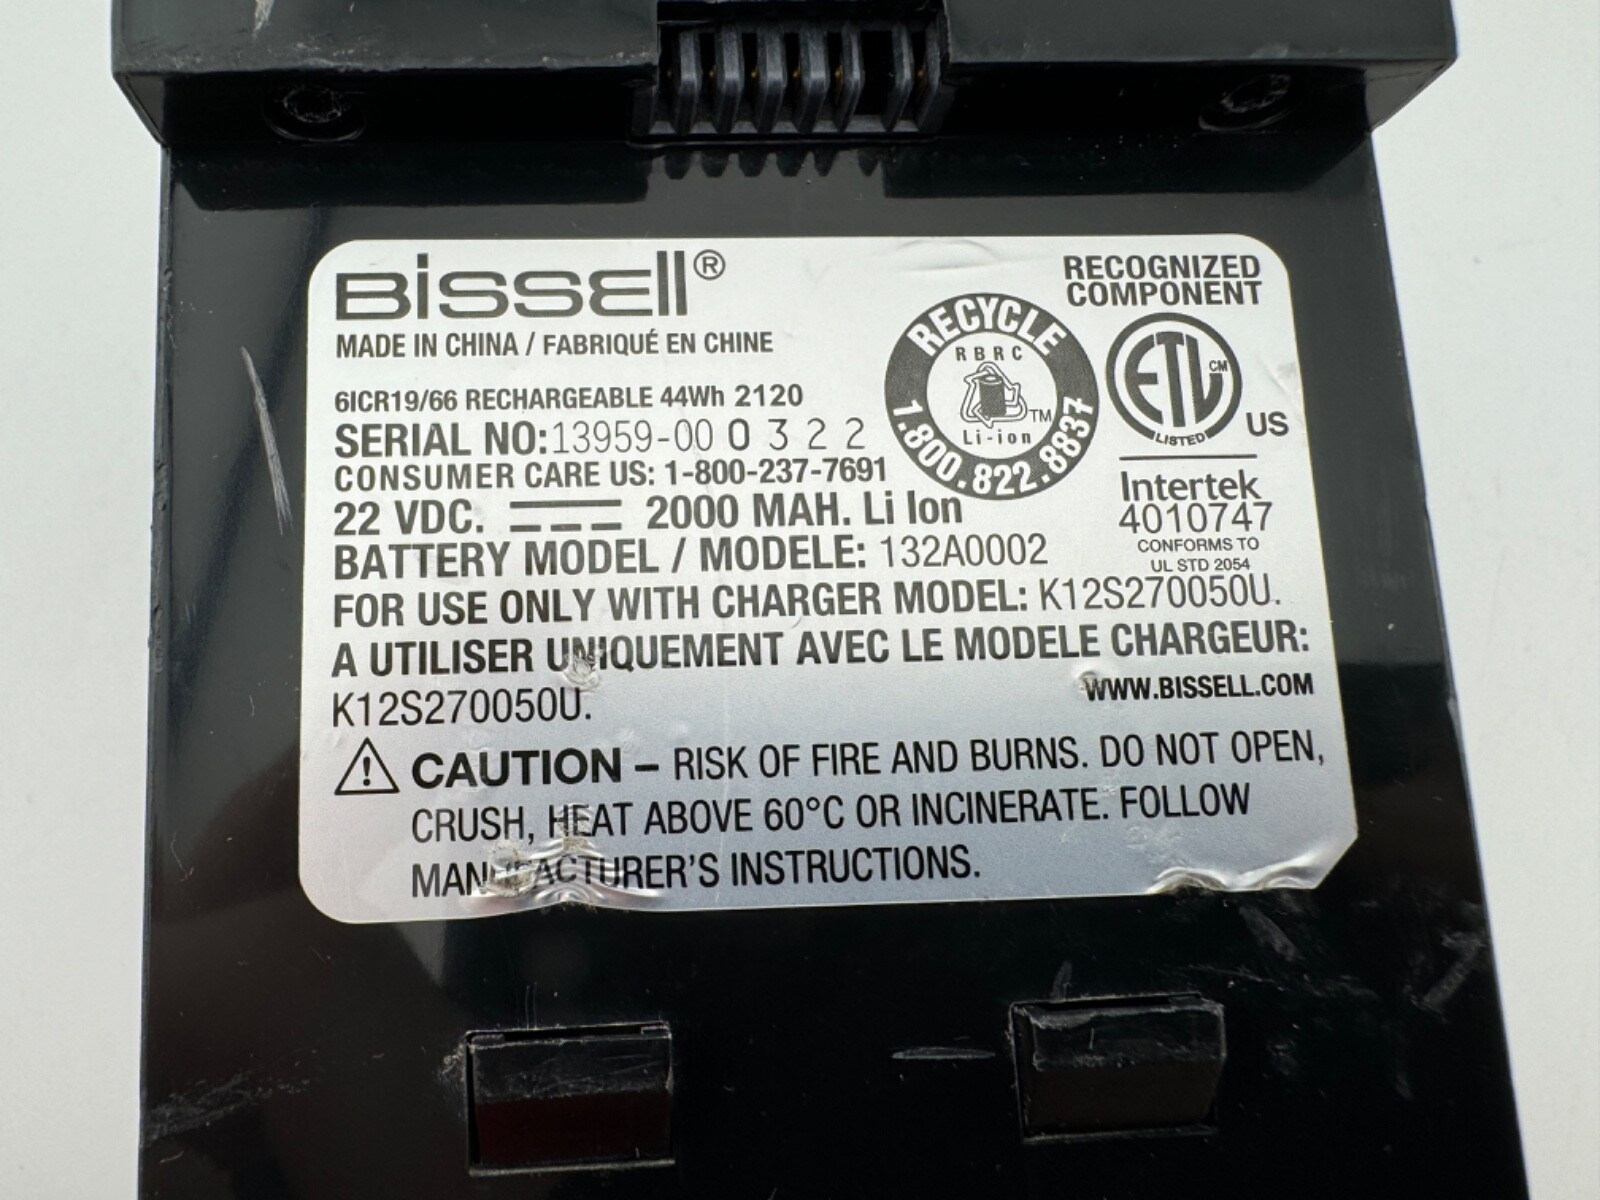 BISSELL®
MADE IN CHINA / FABRIQUÉ EN CHINE
6ICR19/66 RECHARGEABLE 44Wh 2120
SERIAL NO: 13959-00 0 3 2 2
CONSUMER CARE US: 1-800-237-7691
22 VDC. 2000 MAH. Li Ion
BATTERY MODEL / MODELE: 132A0002
FOR USE ONLY WITH CHARGER MODEL: K12S270050U.
A UTILISER UNIQUEMENT AVEC LE MODELE CHARGEUR:
K12S270050U.
WWW.BISSELL.COM
CAUTION – RISK OF FIRE AND BURNS. DO NOT OPEN,
CRUSH, HEAT ABOVE 60°C OR INCINERATE. FOLLOW
MANUFACTURER'S INSTRUCTIONS.
RECYCLE
RBRC
TM
Li-ion
1.800.822.8837
RECOGNIZED
COMPONENT
ETL CM
LISTED
US
Intertek
4010747
CONFORMS TO
UL STD 2054